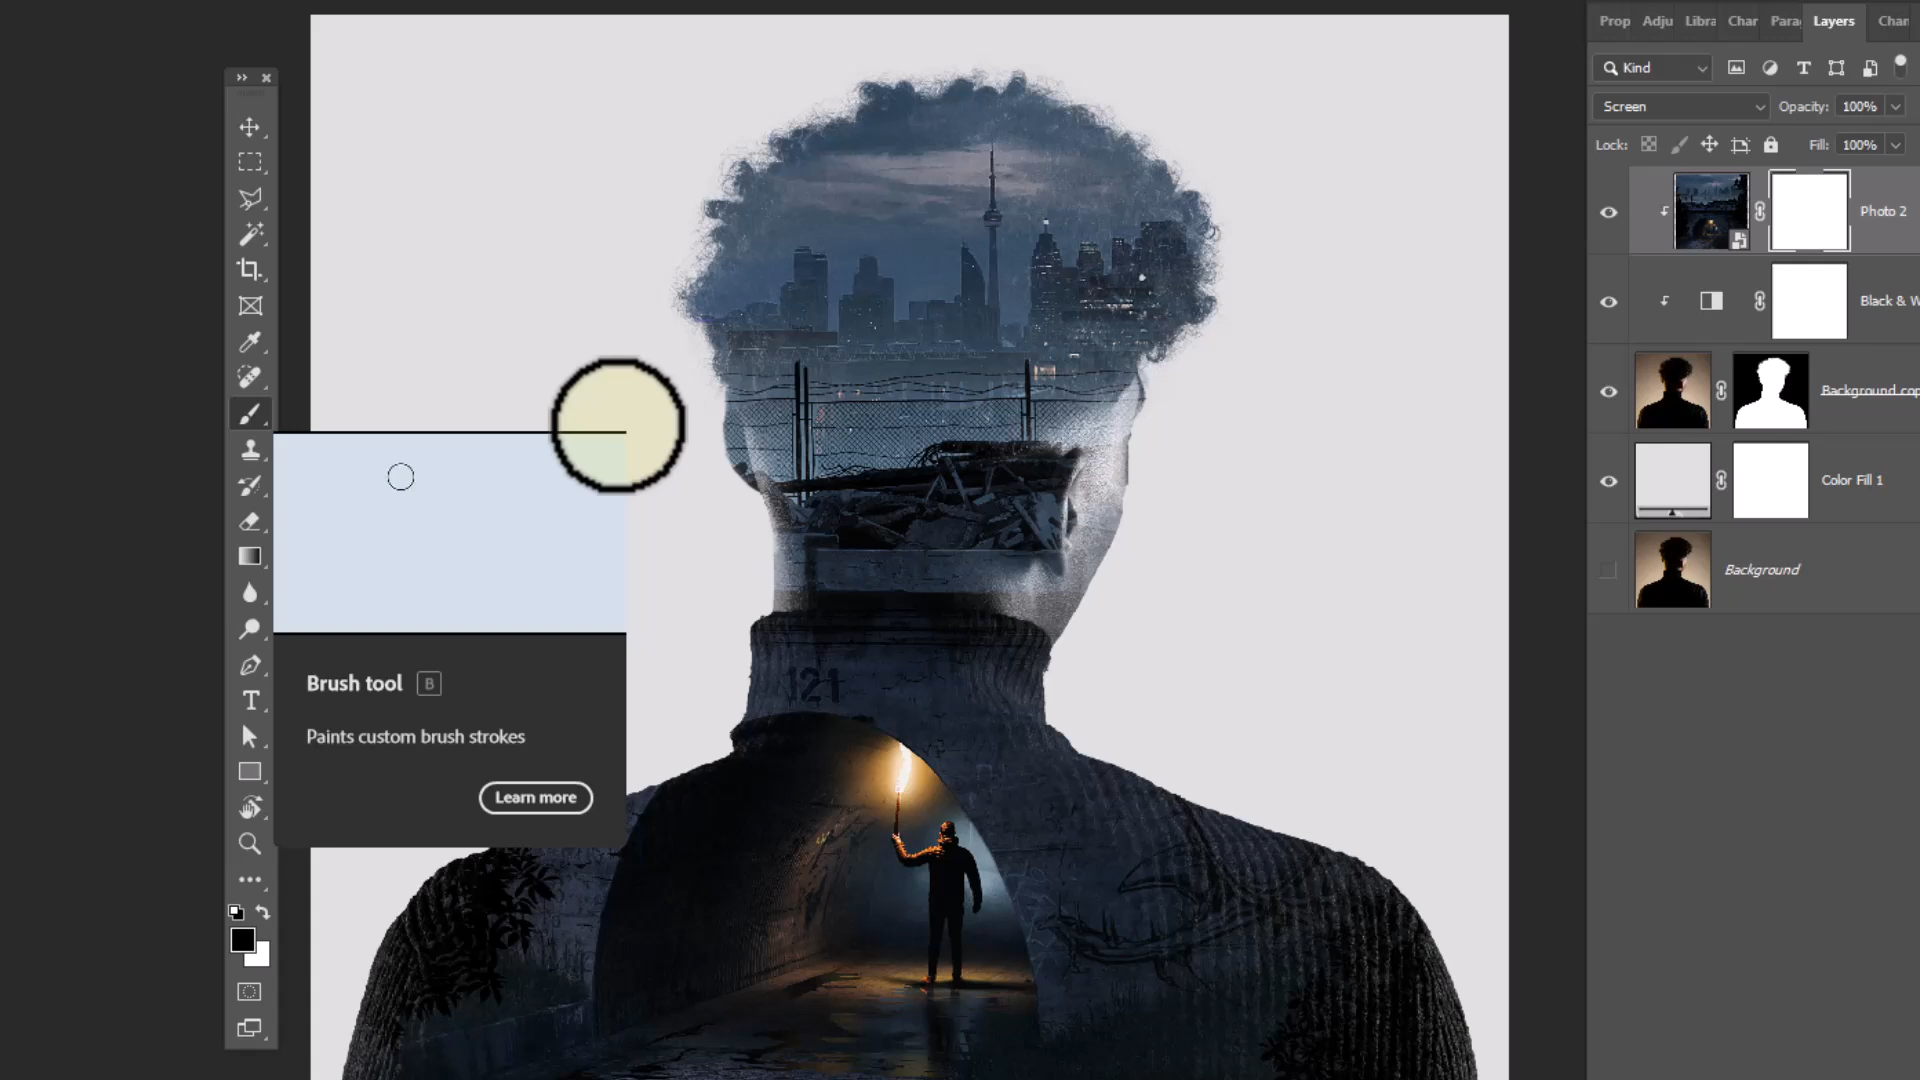 Prop Adju Libra Char Para Layers Chan
Kind
Screen Opacity: 100%
Lock: Fill: 100%
Photo 2
Black & W
Background cop
Color Fill 1
Background
Brush tool B
Paints custom brush strokes
Learn more
121